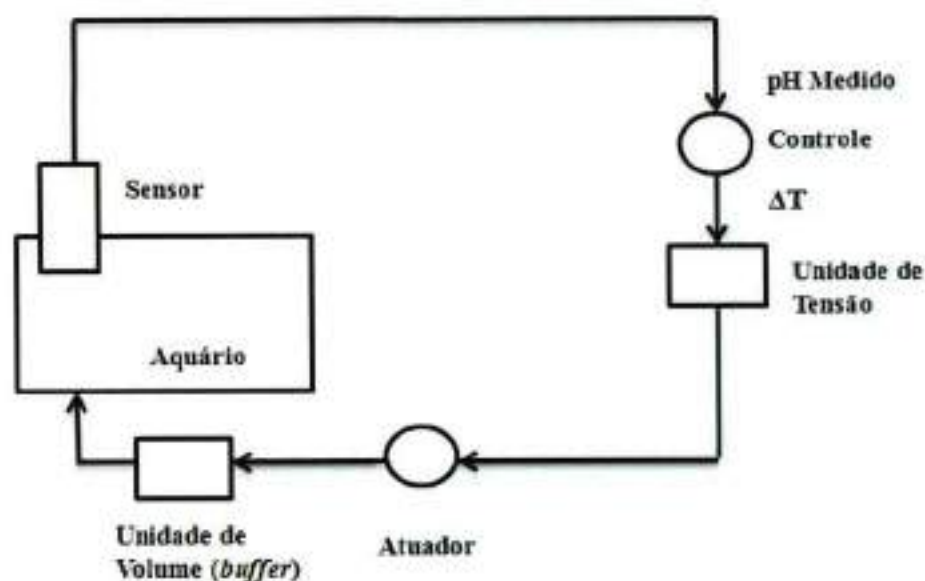 pH Medido
Controle
ΔT
Sensor
Unidade de
Tensão
Aquário
Unidade de
Volume (buffer)
Atuador